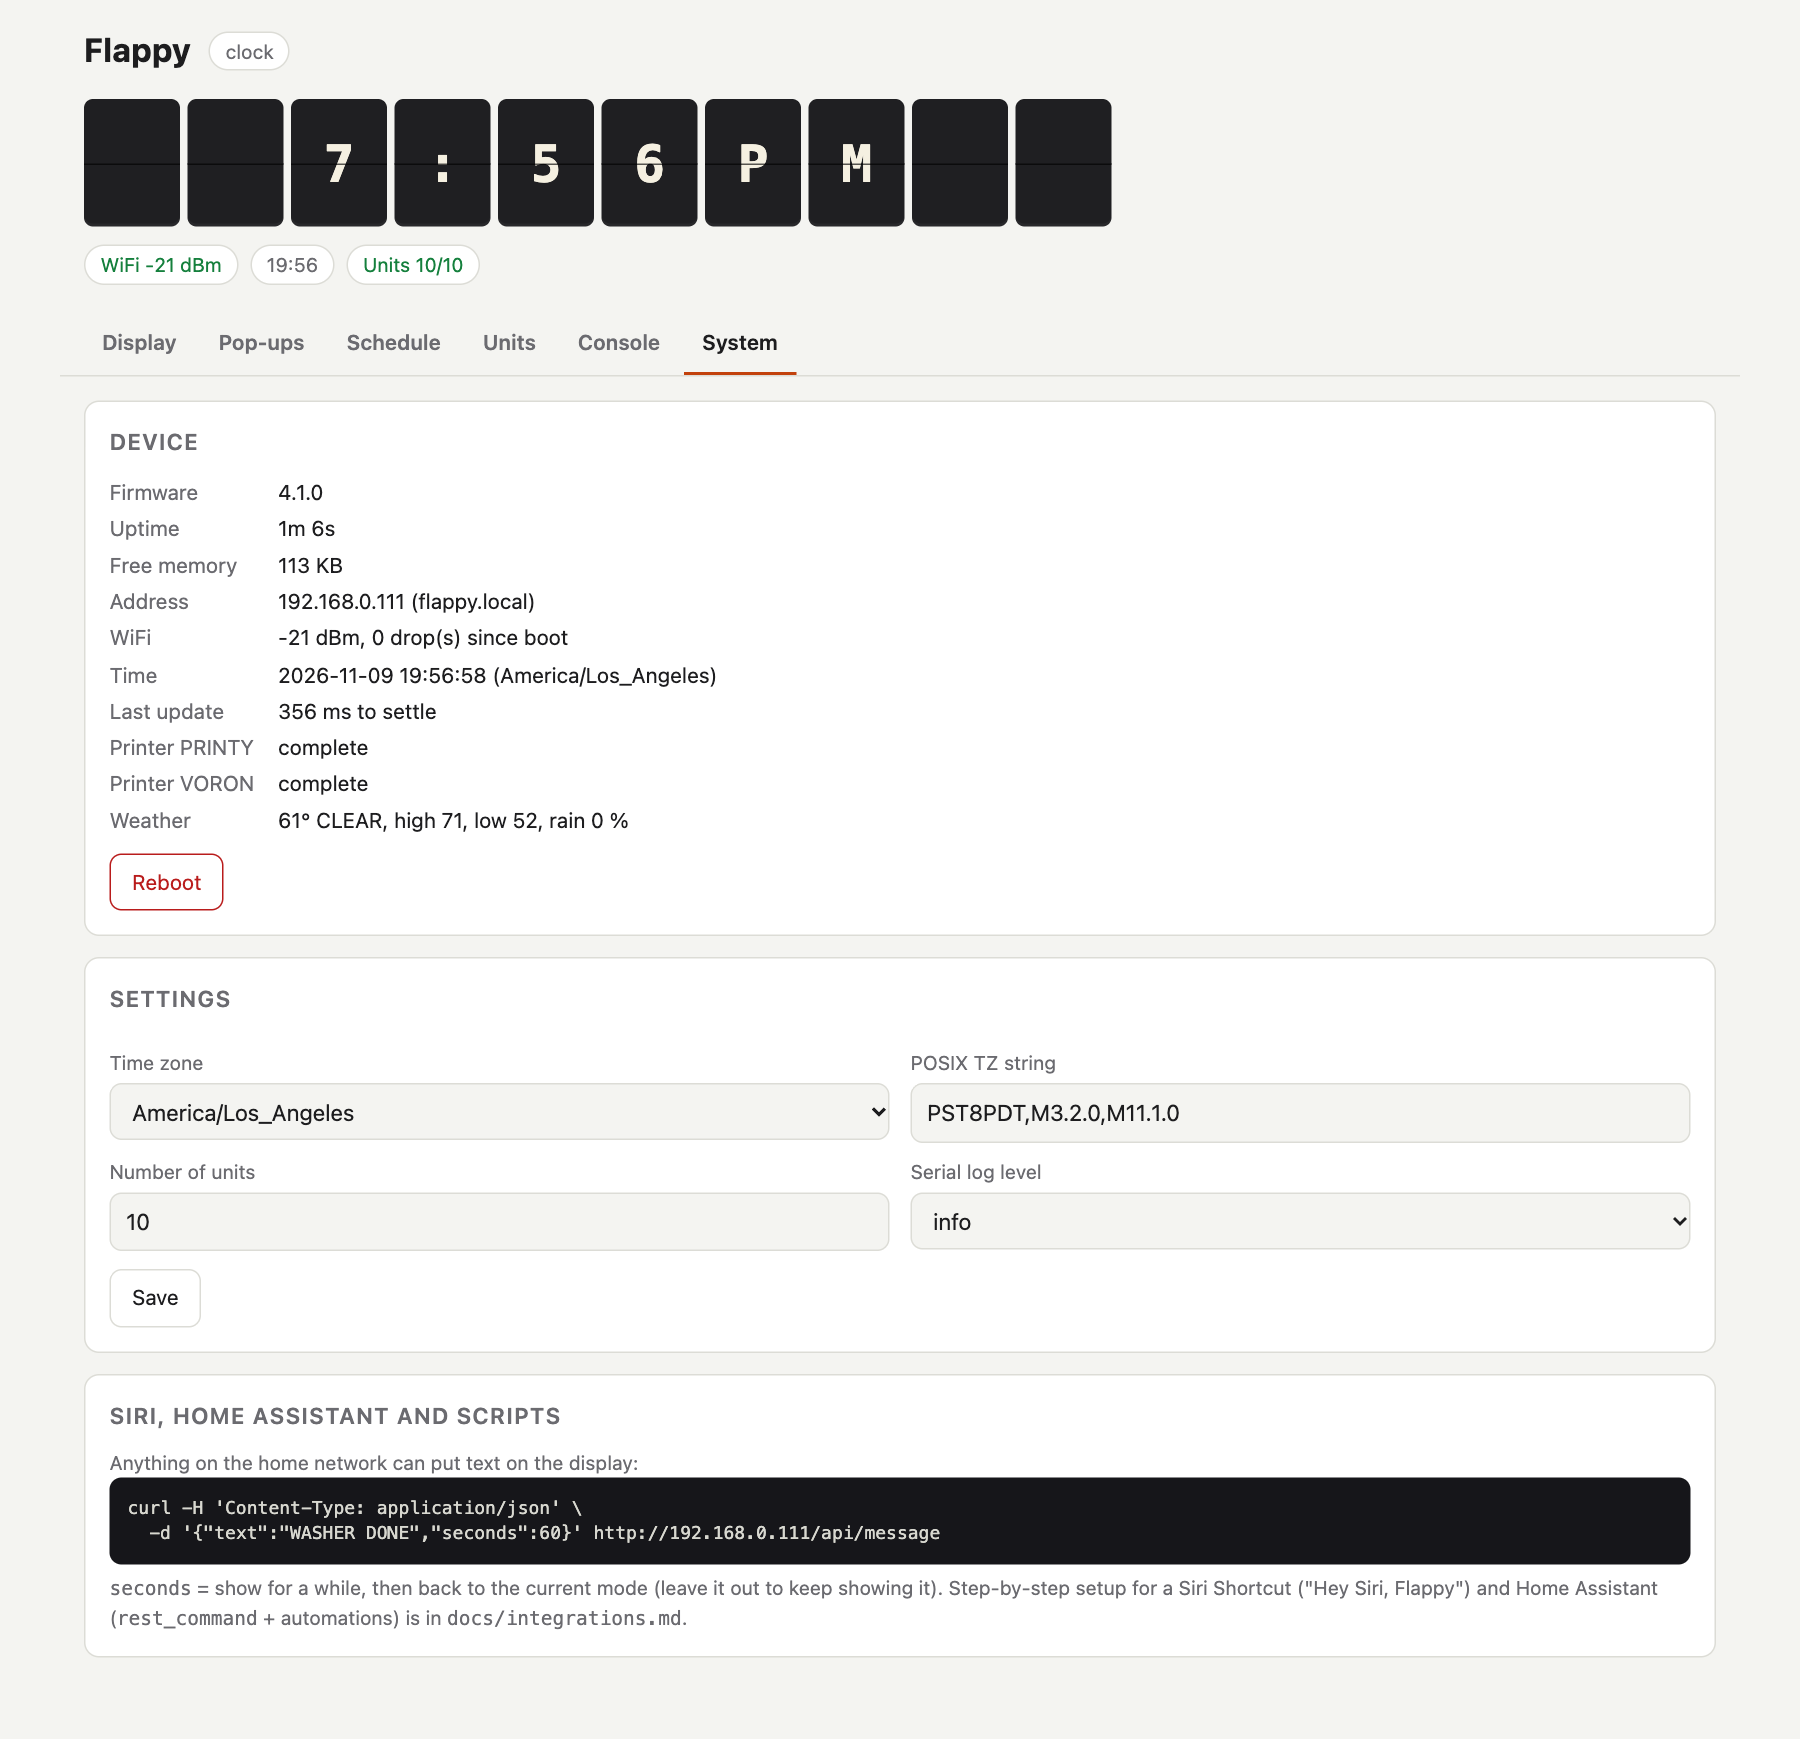 Flappy clock
7:56PM
WiFi -21 dBm 19:56 Units 10/10
Display Pop-ups Schedule Units Console System
DEVICE
Firmware 4.1.0
Uptime 1m 6s
Free memory 113 KB
Address 192.168.0.111 (flappy.local)
WiFi -21 dBm, 0 drop(s) since boot
Time 2026-11-09 19:56:58 (America/Los_Angeles)
Last update 356 ms to settle
Printer PRINTY complete
Printer VORON complete
Weather 61° CLEAR, high 71, low 52, rain 0 %
Reboot
SETTINGS
Time zone POSIX TZ string
America/Los_Angeles PST8PDT,M3.2.0,M11.1.0
Number of units Serial log level
10 info
Save
SIRI, HOME ASSISTANT AND SCRIPTS
Anything on the home network can put text on the display:
curl -H 'Content-Type: application/json' \
-d '{"text":"WASHER DONE","seconds":60}' http://192.168.0.111/api/message
seconds = show for a while, then back to the current mode (leave it out to keep showing it). Step-by-step setup for a Siri Shortcut ("Hey Siri, Flappy") and Home Assistant
(rest_command + automations) is in docs/integrations.md.